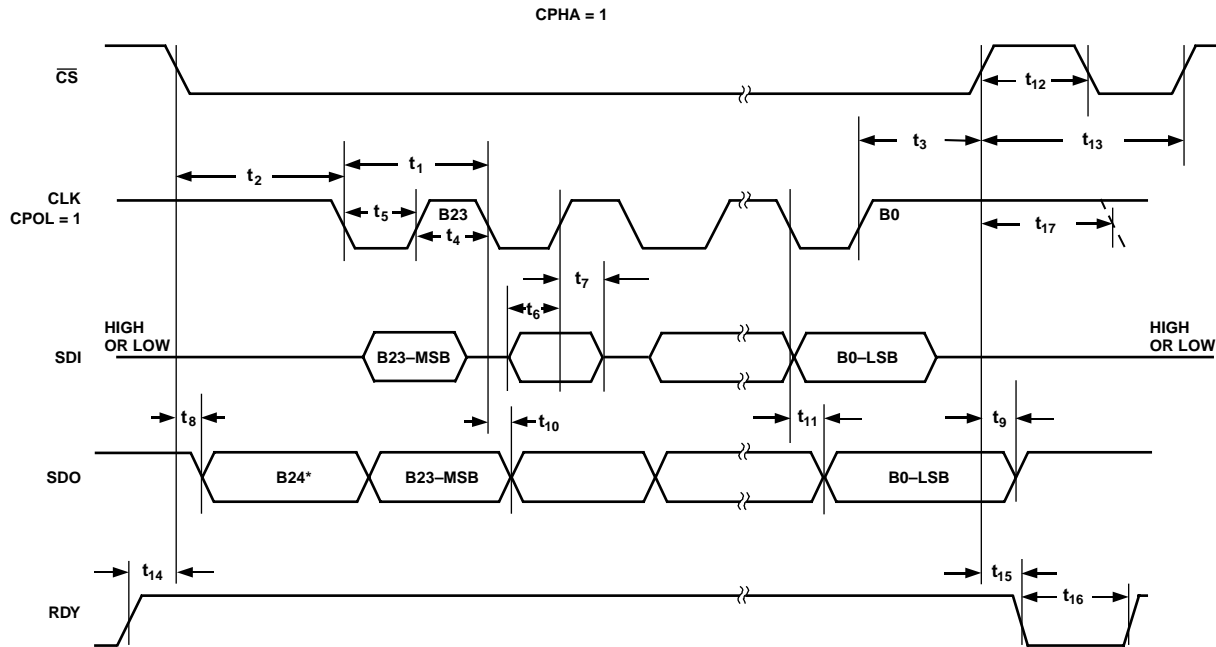 CPHA = 1
CS
t12
t3
t13
t1
t2
CLK
CPOL = 1
t5
B23
t4
B0
t17
t7
t6
HIGH
OR LOW
SDI
B23–MSB
B0–LSB
HIGH
OR LOW
t8
t10
t11
t9
SDO
B24*
B23–MSB
B0–LSB
t14
t15
t16
RDY